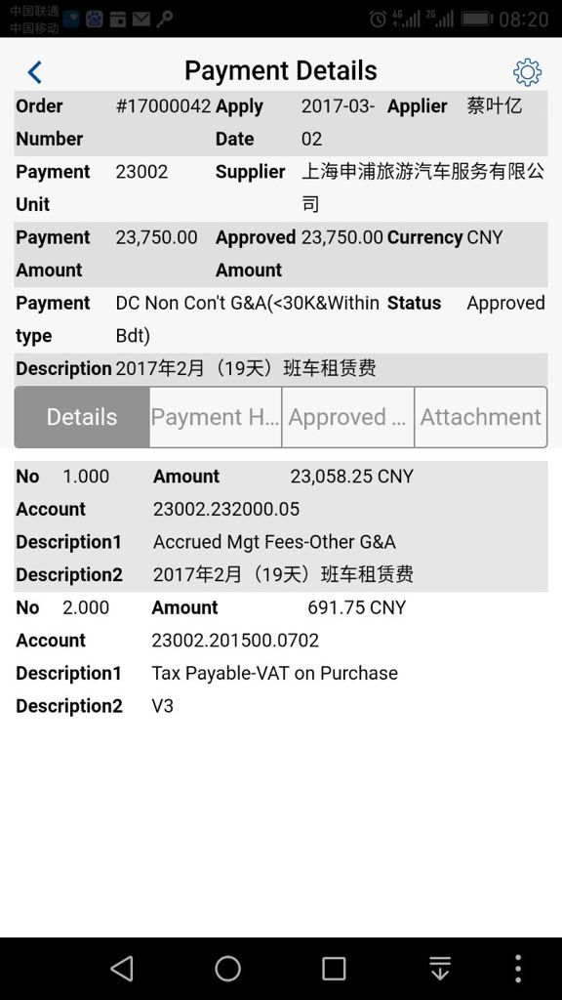 中国联通
中国移动
4G 2G 08:20
Payment Details
Order #17000042 Apply 2017-03- Applier 蔡叶亿
Number Date 02
Payment 23002 Supplier 上海申浦旅游汽车服务有限公
Unit 司
Payment 23,750.00 Approved 23,750.00 Currency CNY
Amount Amount
Payment DC Non Con't G&A(<30K&Within Status Approved
type Bdt)
Description 2017年2月（19天）班车租赁费
Details Payment H... Approved ... Attachment
No 1.000 Amount 23,058.25 CNY
Account 23002.232000.05
Description1 Accrued Mgt Fees-Other G&A
Description2 2017年2月（19天）班车租赁费
No 2.000 Amount 691.75 CNY
Account 23002.201500.0702
Description1 Tax Payable-VAT on Purchase
Description2 V3